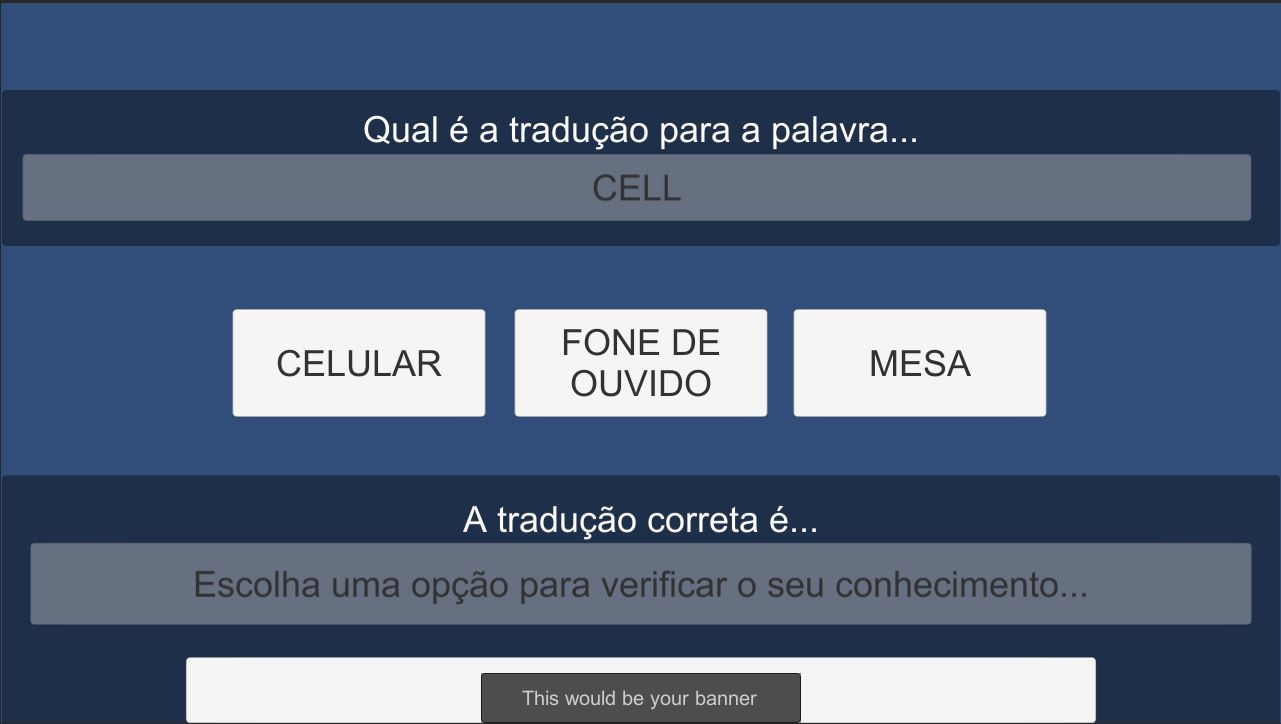 Qual é a tradução para a palavra...
CELL
CELULAR
FONE DE
OUVIDO
MESA
A tradução correta é...
Escolha uma opção para verificar o seu conhecimento...
This would be your banner